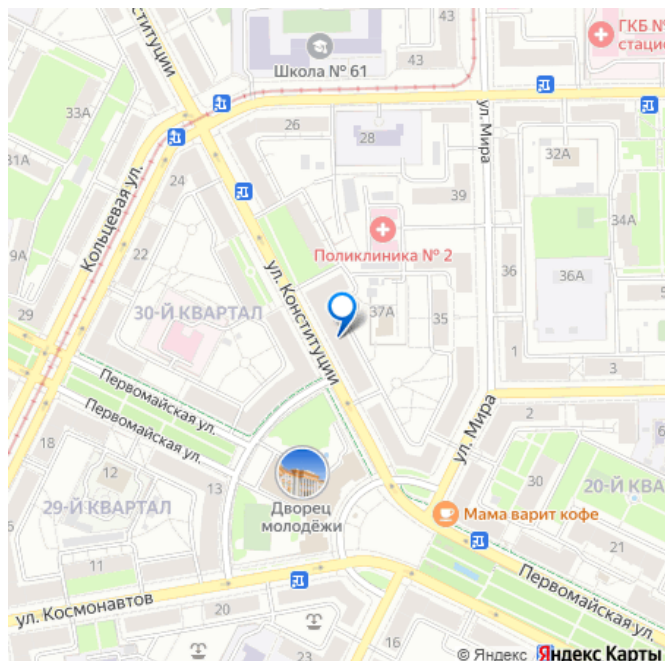 43
ГКБ №
стацио
Конституции
Школа № 61
43
33А
ул. Мира
26
28
31А
32А
24
39
34А
Кольцевая ул.
Поликлиника № 2
22
9А
36
36А
ул. Конституции
30-Й КВАРТАЛ
37А
35
29
1
3
Первомайская ул.
2
Первомайская ул.
ул. Мира
18
12
13
30
20-Й КВА
29-Й КВАРТАЛ
Дворец
молодёжи
Мама варит кофе
21
11
Первомайская ул.
ул. Космонавтов
20
16
22
23
© Яндекс Яндекс Карты